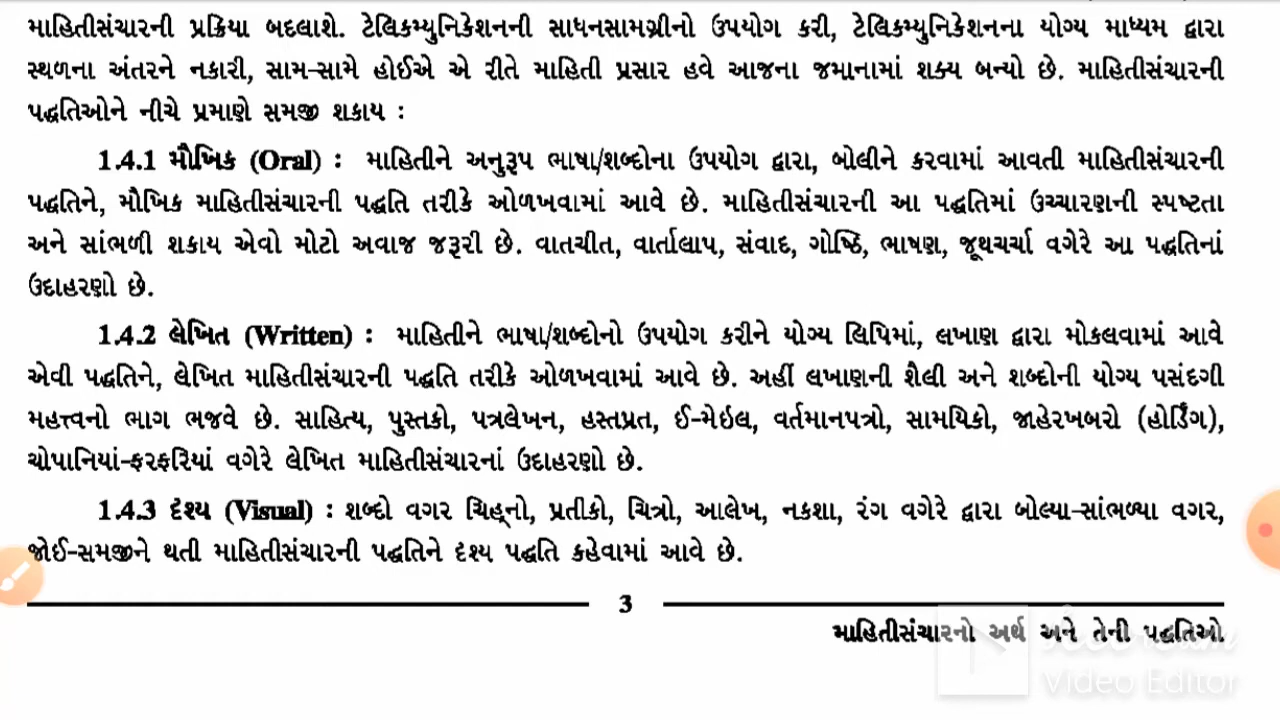 માહિતીસંચારની પ્રક્રિયા બદલાશે. ટેલિકમ્યુનિકેશનની સાધનસામગ્રીનો ઉપયોગ કરી, ટેલિકમ્યુનિકેશનના યોગ્ય માધ્યમ દ્વારા
સ્થળના અંતરને નકારી, સામ-સામે હોઈએ એ રીતે માહિતી પ્રસાર હવે આજના જમાનામાં શક્ય બન્યો છે. માહિતીસંચારની
પદ્ધતિઓને નીચે પ્રમાણે સમજી શકાય :
1.4.1 મૌખિક (Oral) : માહિતીને અનુરૂપ ભાષા/શબ્દોના ઉપયોગ દ્વારા, બોલીને કરવામાં આવતી માહિતીસંચારની
પદ્ધતિને, મૌખિક માહિતીસંચારની પદ્ધતિ તરીકે ઓળખવામાં આવે છે. માહિતીસંચારની આ પદ્ધતિમાં ઉચ્ચારણની સ્પષ્ટતા
અને સાંભળી શકાય એવો મોટો અવાજ જરૂરી છે. વાતચીત, વાર્તાલાપ, સંવાદ, ગોષ્ઠિ, ભાષણ, જૂથચર્ચા વગેરે આ પદ્ધતિનાં
ઉદાહરણો છે.
1.4.2 લેખિત (Written) : માહિતીને ભાષા/શબ્દોનો ઉપયોગ કરીને યોગ્ય લિપિમાં, લખાણ દ્વારા મોકલવામાં આવે
એવી પદ્ધતિને, લેખિત માહિતીસંચારની પદ્ધતિ તરીકે ઓળખવામાં આવે છે. અહીં લખાણની શૈલી અને શબ્દોની યોગ્ય પસંદગી
મહત્ત્વનો ભાગ ભજવે છે. સાહિત્ય, પુસ્તકો, પત્રલેખન, હસ્તપ્રત, ઈ-મેઇલ, વર્તમાનપત્રો, સામયિકો, જાહેરખબરો (હોર્ડિંગ),
ચોપાનિયાં-ફરફરિયાં વગેરે લેખિત માહિતીસંચારનાં ઉદાહરણો છે.
1.4.3 દૃશ્ય (Visual) : શબ્દો વગર ચિહ્નો, પ્રતીકો, ચિત્રો, આલેખ, નકશા, રંગ વગેરે દ્વારા બોલ્યા-સાંભળ્યા વગર,
જોઈ-સમજીને થતી માહિતીસંચારની પદ્ધતિને દૃશ્ય પદ્ધતિ કહેવામાં આવે છે.
3
માહિતીસંચારનો અર્થ અને તેની પદ્ધતિઓ
Video Editor